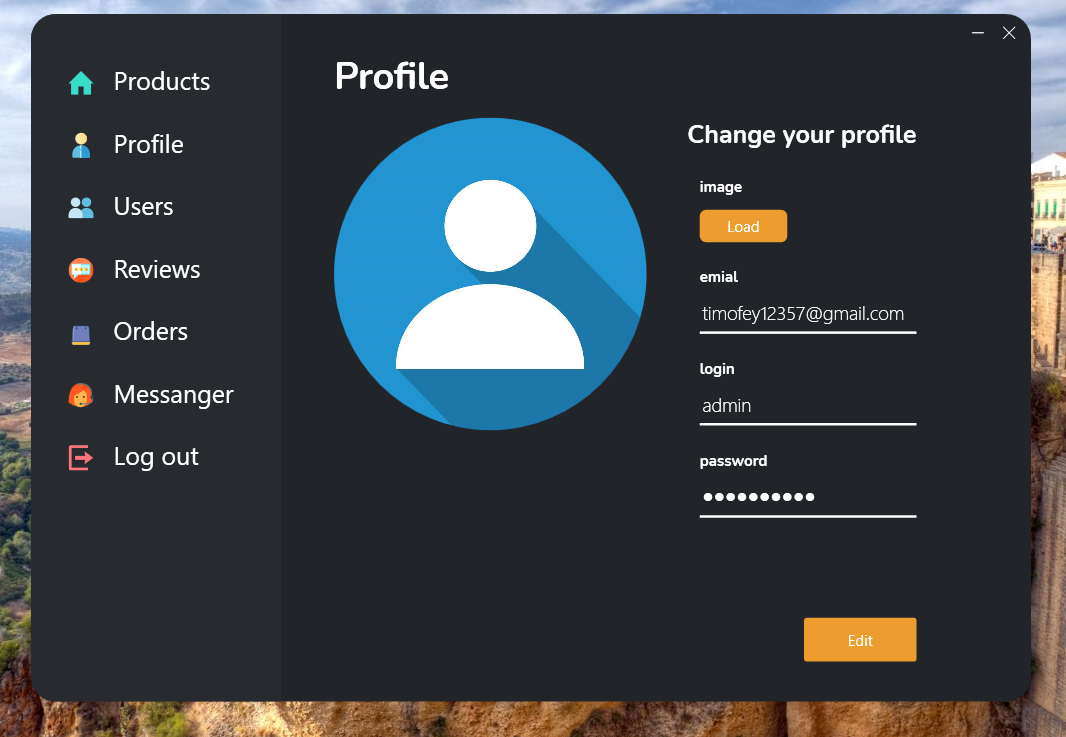 Products
Profile
Users
Reviews
Orders
Messanger
Log out
Profile
Change your profile
image
Load
emial
timofey12357@gmail.com
login
admin
password
●●●●●●●●●●
Edit